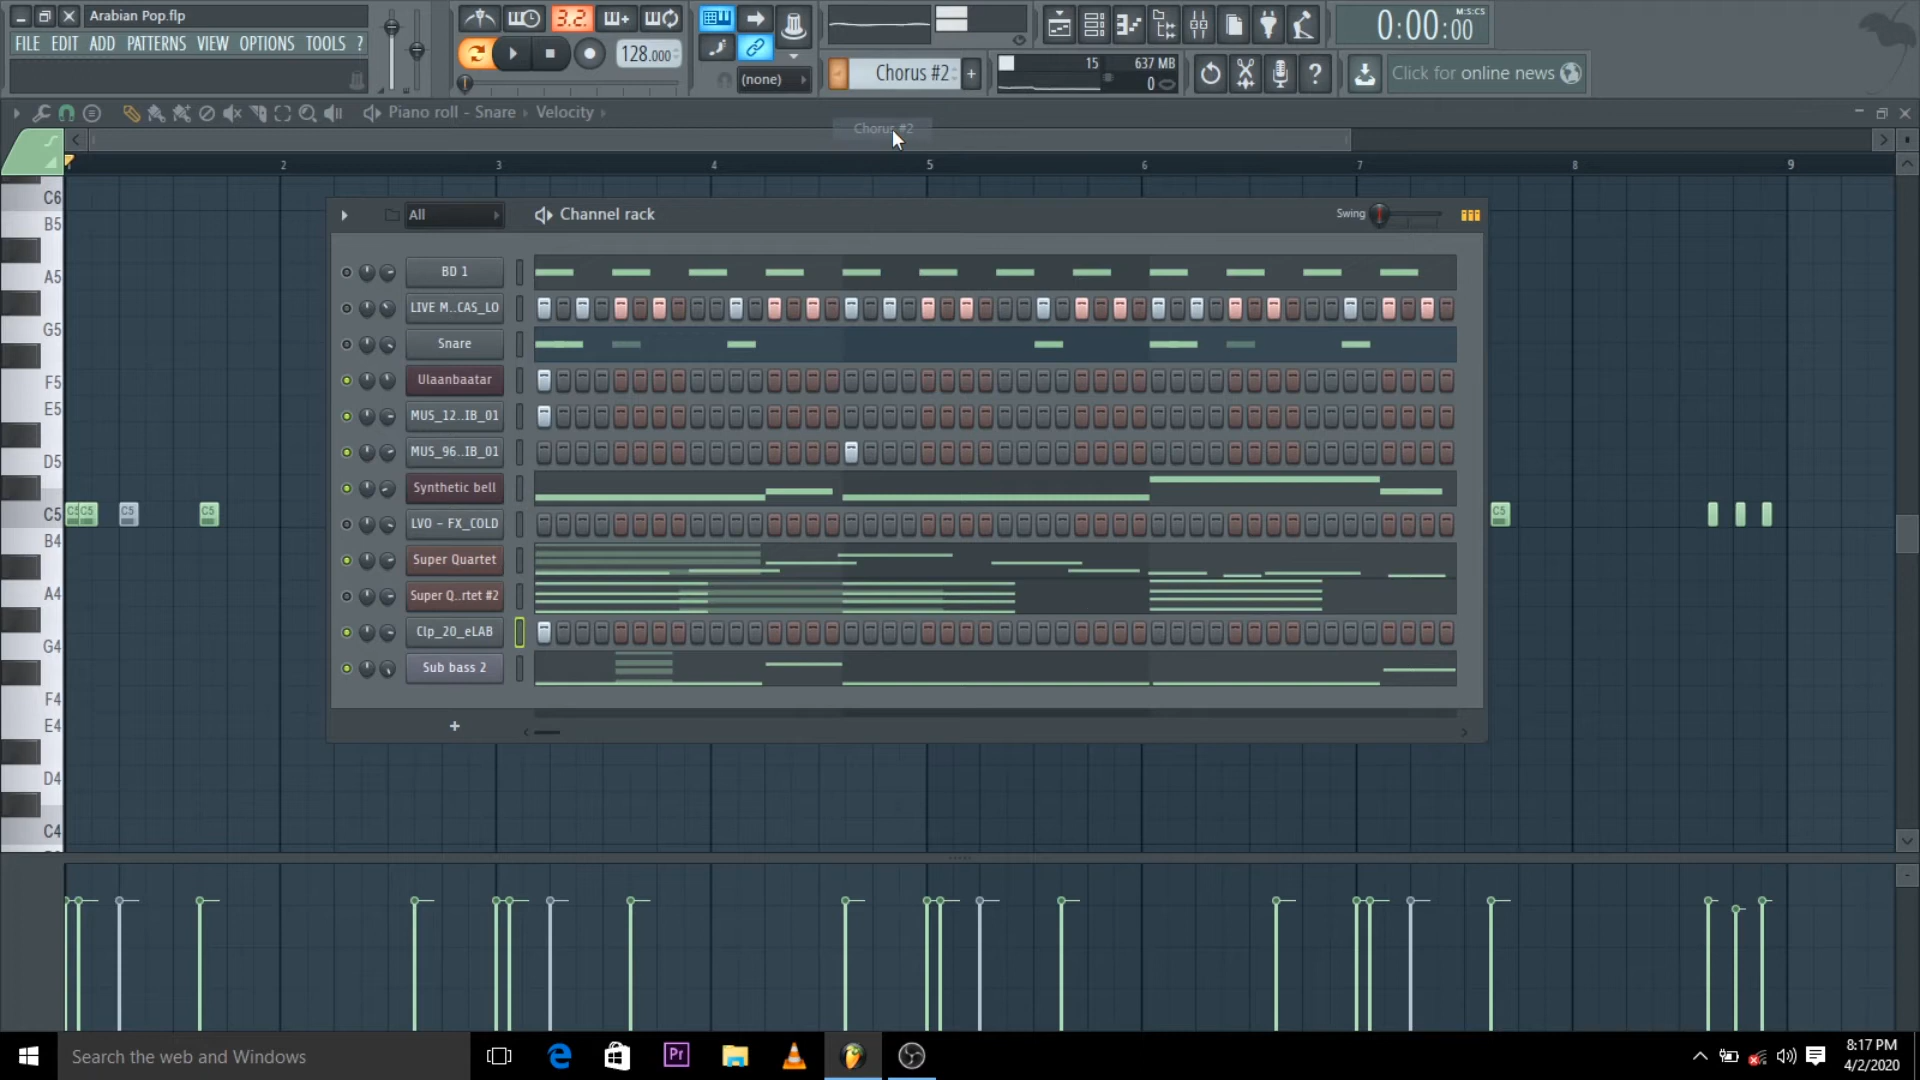 Arabian Pop.flp
FILE EDIT ADD PATTERNS VIEW OPTIONS TOOLS ?
3.2.
128.000
(none)
Chorus #2
+
15
637 MB
0
M:S:CS
0:00:00
?
Click for online news
Piano roll - Snare
Velocity
Chorus #2
2
3
4
5
6
7
8
9
C6
B5
A5
G5
F5
E5
D5
C5
B4
A4
G4
F4
E4
D4
C4
C5
C5
C5
C5
All
Channel rack
Swing
BD 1
LIVE M..CAS_LO
Snare
Ulaanbaatar
MUS_12..IB_01
MUS_96..IB_01
Synthetic bell
LVO - FX_COLD
Super Quartet
Super Q..rtet #2
Clp_20_eLAB
Sub bass 2
+
Search the web and Windows
Pr
8:17 PM
4/2/2020